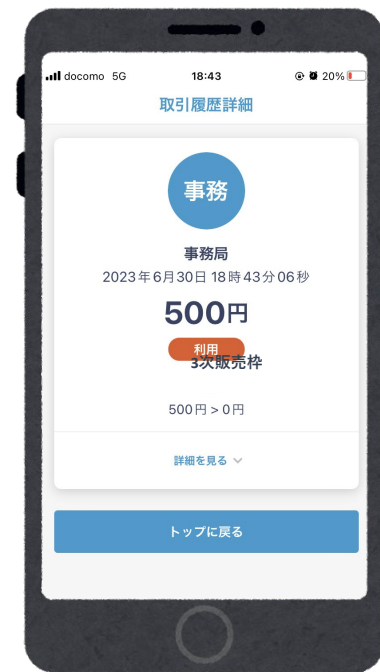 docomo 5G 18:43 20%
取引履歴詳細
事務
事務局
2023年6月30日 18時43分06秒
500円
利用
3次販売枠
500円 > 0円
詳細を見る
トップに戻る